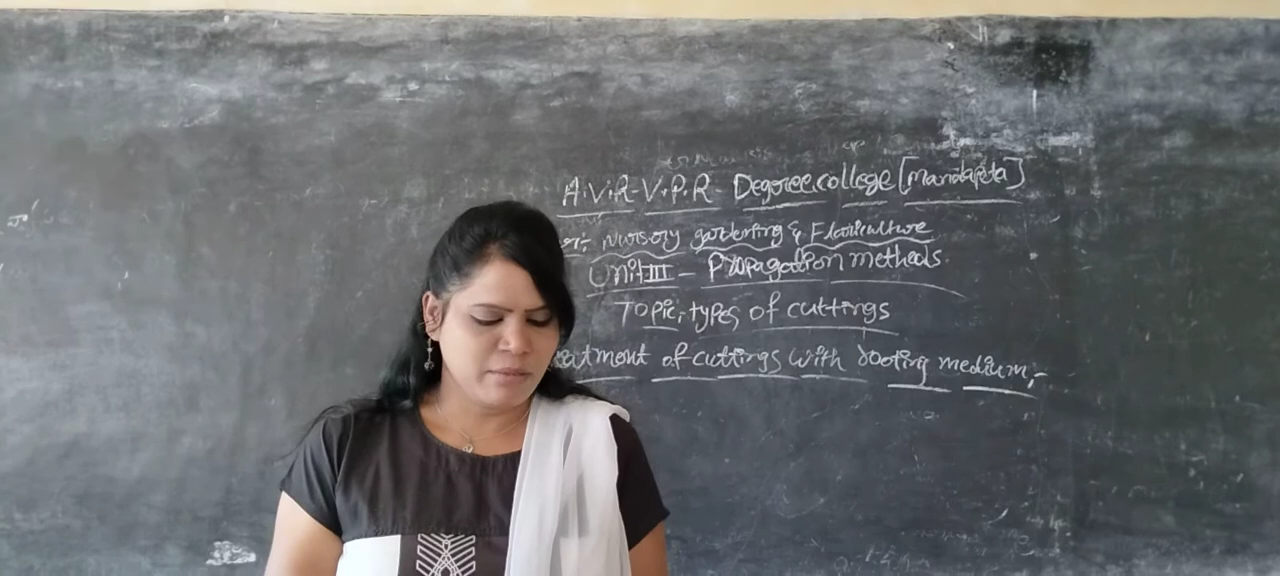 A.V.R-V.P.R- Degree college [mandapeta]
Nursery gardening & Floriculture
Unit III - Propagation methods.
Topic:- types of cuttings
of cuttings with rooting medium:-